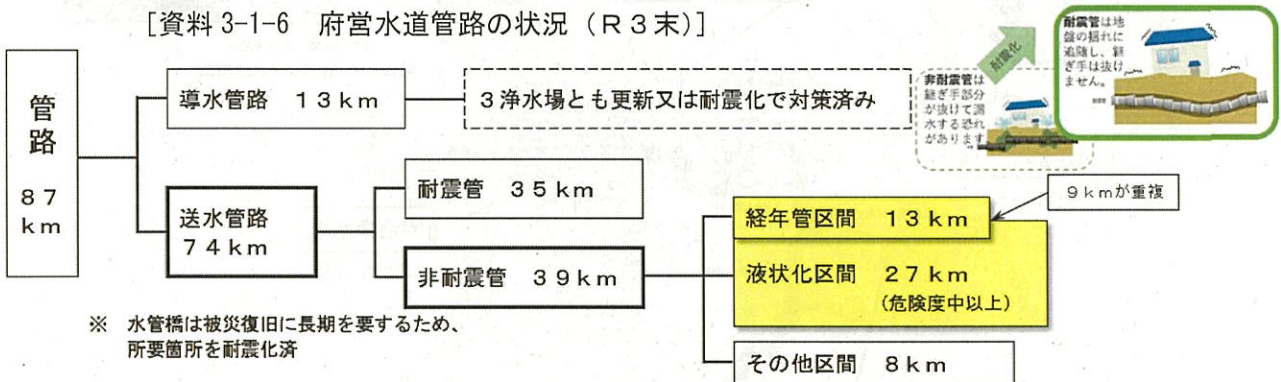 [資料 3-1-6 府営水道管路の状況（R3末）]
管路
87
km
導水管路 13km
3浄水場とも更新又は耐震化で対策済み
送水管路
74km
耐震管 35km
非耐震管 39km
経年管区間 13km
9kmが重複
液状化区間 27km
(危険度中以上)
その他区間 8km
※ 水管橋は被災復旧に長期を要するため、
所要箇所を耐震化済
耐震化
非耐震管は
継ぎ手部分
が抜けて漏
水する恐れ
があります
耐震管は地
盤の揺れに
追随し、継
ぎ手は抜け
ません。